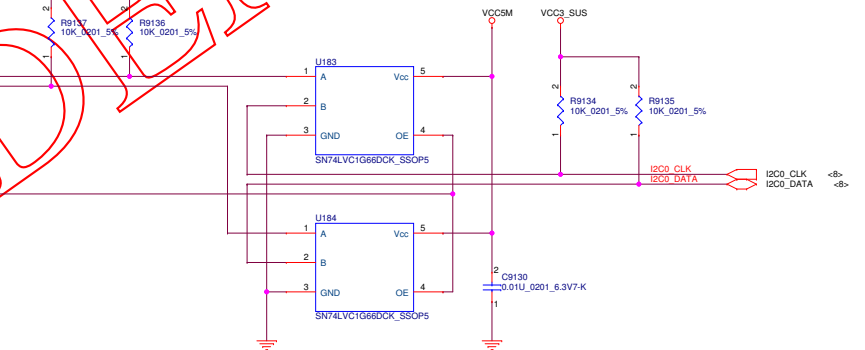 VCC5M
VCC3_SUS
2
R9137
10K_0201_5%
1
2
R9136
10K_0201_5%
1
U183
1
A
Vcc
5
2
B
3
GND
OE
4
SN74LVC1G66DCK_SSOP5
2
R9134
10K_0201_5%
1
2
R9135
10K_0201_5%
1
I2C0_CLK
I2C0_CLK
<8>
I2C0_DATA
I2C0_DATA
<8>
U184
1
A
Vcc
5
2
B
3
GND
OE
4
SN74LVC1G66DCK_SSOP5
2
C9130
0.01U_0201_6.3V7-K
1